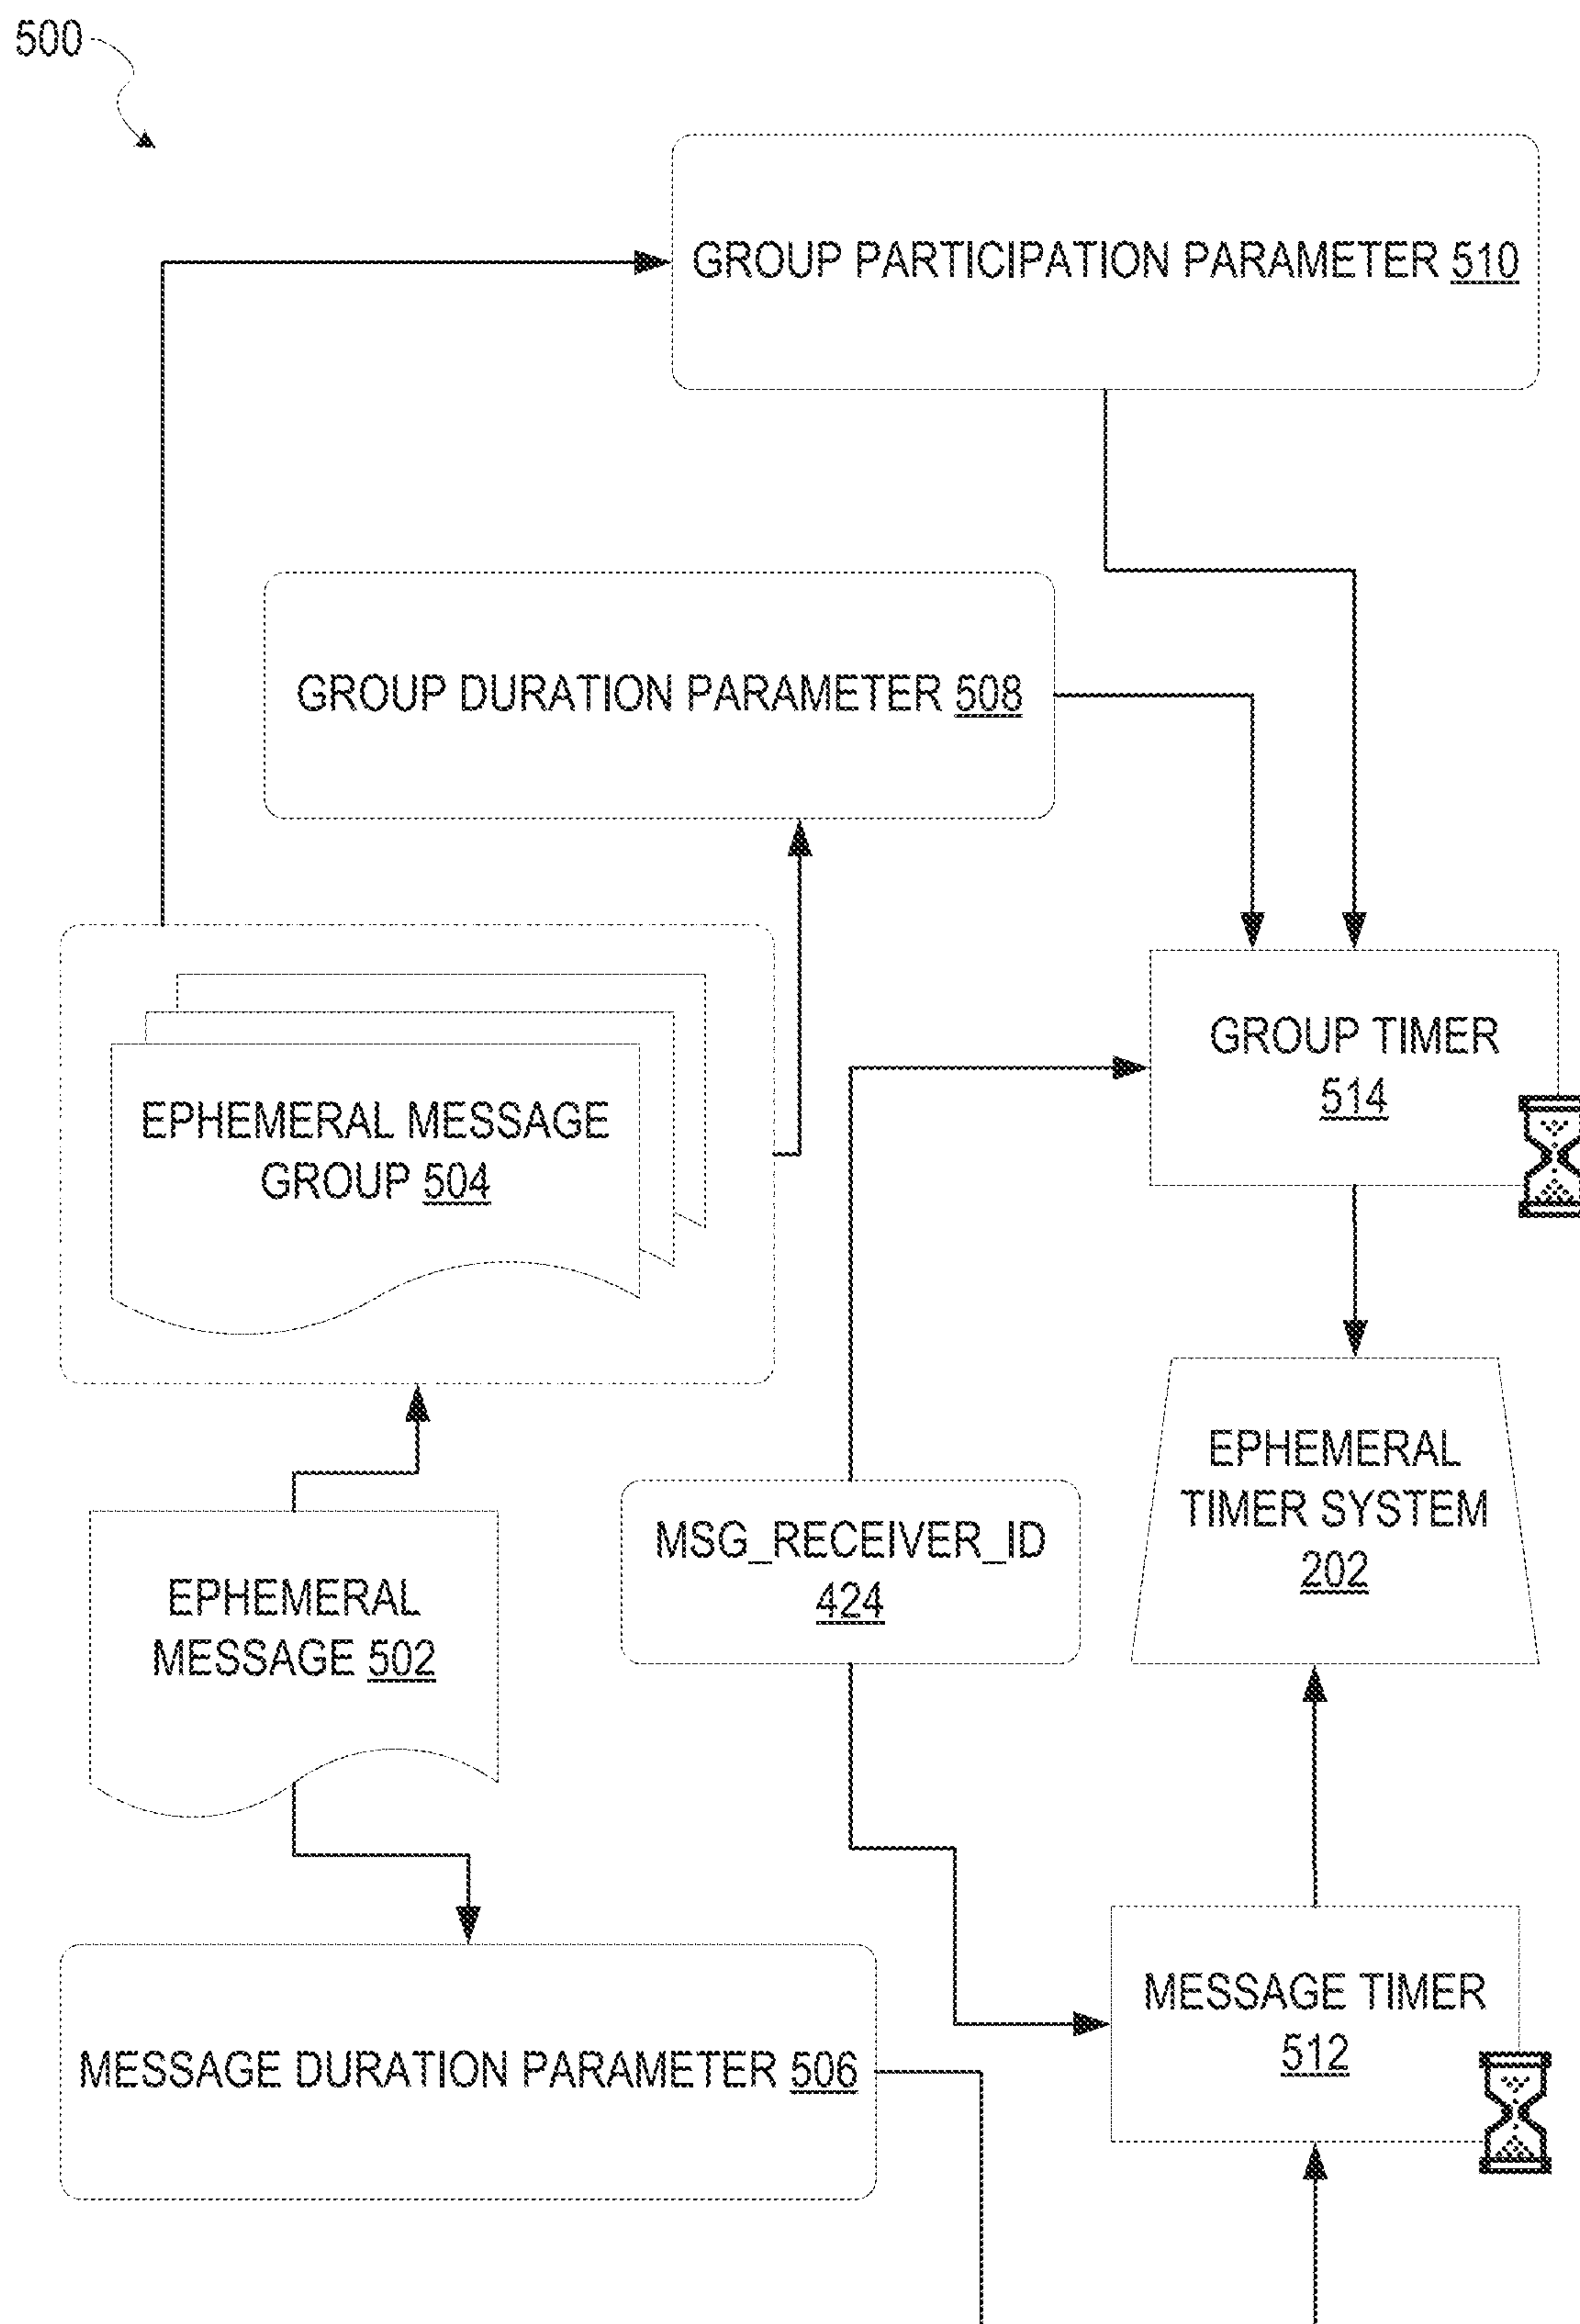 500
GROUP PARTICIPATION PARAMETER 510
GROUP DURATION PARAMETER 508
GROUP TIMER
514
EPHEMERAL MESSAGE
GROUP 504
EPHEMERAL
TIMER SYSTEM
202
MSG_RECEIVER_ID
424
EPHEMERAL
MESSAGE 502
MESSAGE TIMER
512
MESSAGE DURATION PARAMETER 506